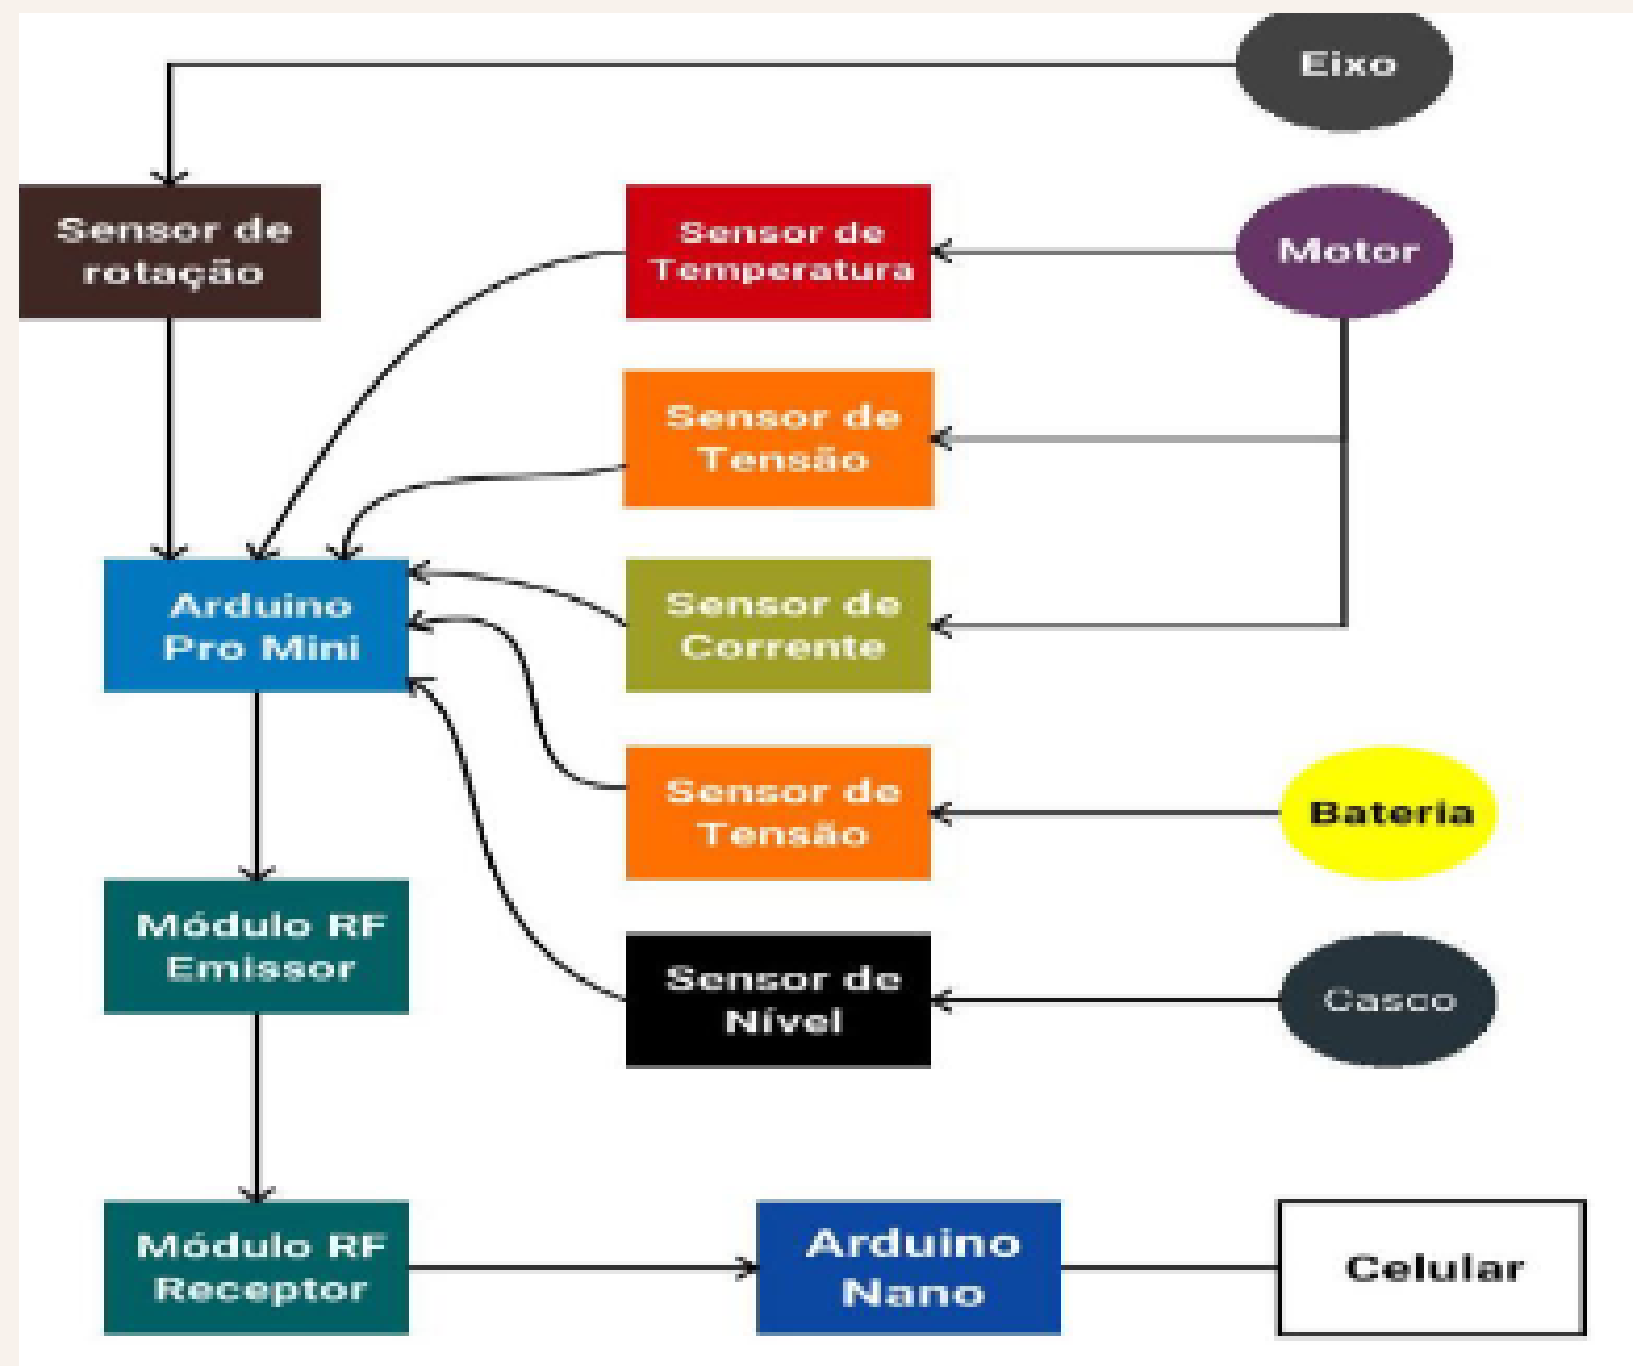 Eixo
Sensor de
rotação
Sensor de
Temperatura
Motor
Sensor de
Tensão
Arduino
Pro Mini
Sensor de
Corrente
Sensor de
Tensão
Bateria
Módulo RF
Emissor
Sensor de
Nível
Casco
Módulo RF
Receptor
Arduino
Nano
Celular